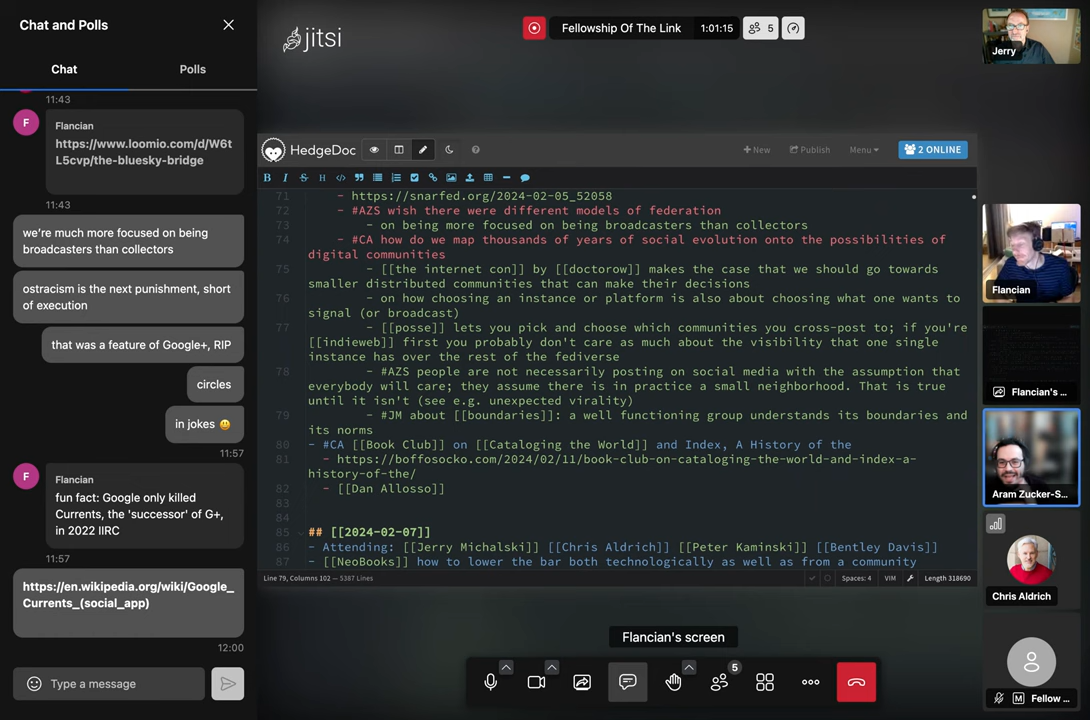 Chat and Polls
Chat
Polls
11:43
F
Flancian
https://www.loomio.com/d/W6t
L5cvp/the-bluesky-bridge
11:43
we're much more focused on being
broadcasters than collectors
ostracism is the next punishment, short
of execution
that was a feature of Google+, RIP
circles
in jokes 😃
11:57
F
Flancian
fun fact: Google only killed
Currents, the 'successor' of G+,
in 2022 IIRC
11:57
https://en.wikipedia.org/wiki/Google_
Currents_(social_app)
12:00
Type a message
jitsi
Fellowship Of The Link
1:01:15
5
HedgeDoc
+ New
Publish
Menu
2 ONLINE
71 - https://snarfed.org/2024-02-05_52058
72 - #AZS wish there were different models of federation
73 - on being more focused on being broadcasters than collectors
74 - #CA how do we map thousands of years of social evolution onto the possibilities of
digital communities
75 - [[the internet con]] by [[doctorow]] makes the case that we should go towards
smaller distributed communities that can make their decisions
76 - on how choosing an instance or platform is also about choosing what one wants to
signal (or broadcast)
77 - [[posse]] lets you pick and choose which communities you cross-post to; if you're
[[indieweb]] first you probably don't care as much about the visibility that one single
instance has over the rest of the fediverse
78 - #AZS people are not necessarily posting on social media with the assumption that
everybody will care; they assume there is in practice a small neighborhood. That is true
until it isn't (see e.g. unexpected virality)
79 - #JM about [[boundaries]]: a well functioning group understands its boundaries and
its norms
80 - #CA [[Book Club]] on [[Cataloging the World]] and Index, A History of the
81 - https://boffosocko.com/2024/02/11/book-club-on-cataloging-the-world-and-index-a-
history-of-the/
82 - [[Dan Allosso]]
83
84
85 ## [[2024-02-07]]
86 - Attending: [[Jerry Michalski]] [[Chris Aldrich]] [[Peter Kaminski]] [[Bentley Davis]]
87 - [[NeoBooks]] how to lower the bar both technologically as well as from a community
Line 79, Columns 102 — 5387 Lines
Spaces: 4
VIM
Length 318690
Flancian's screen
5
Jerry
Flancian
Flancian's ...
Aram Zucker-S...
Chris Aldrich
M
Fellow ...